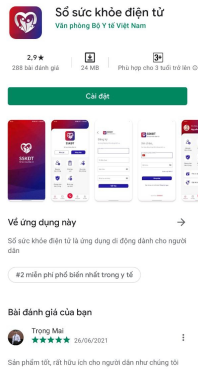 Sổ sức khỏe điện tử
Văn phòng Bộ Y tế Việt Nam
2,9★
288 bài đánh giá
24 MB
3+
Phù hợp cho 3 tuổi trở lên
Cài đặt
SSKĐT
Về ứng dụng này
Sổ sức khỏe điện tử là ứng dụng di động dành cho người
dân
#2 miễn phí phổ biến nhất trong y tế
Bài đánh giá của bạn
Trọng Mai
★★★★★ 26/06/2021
Sản phẩm tốt, rất hữu ích cho người dân như chúng tôi